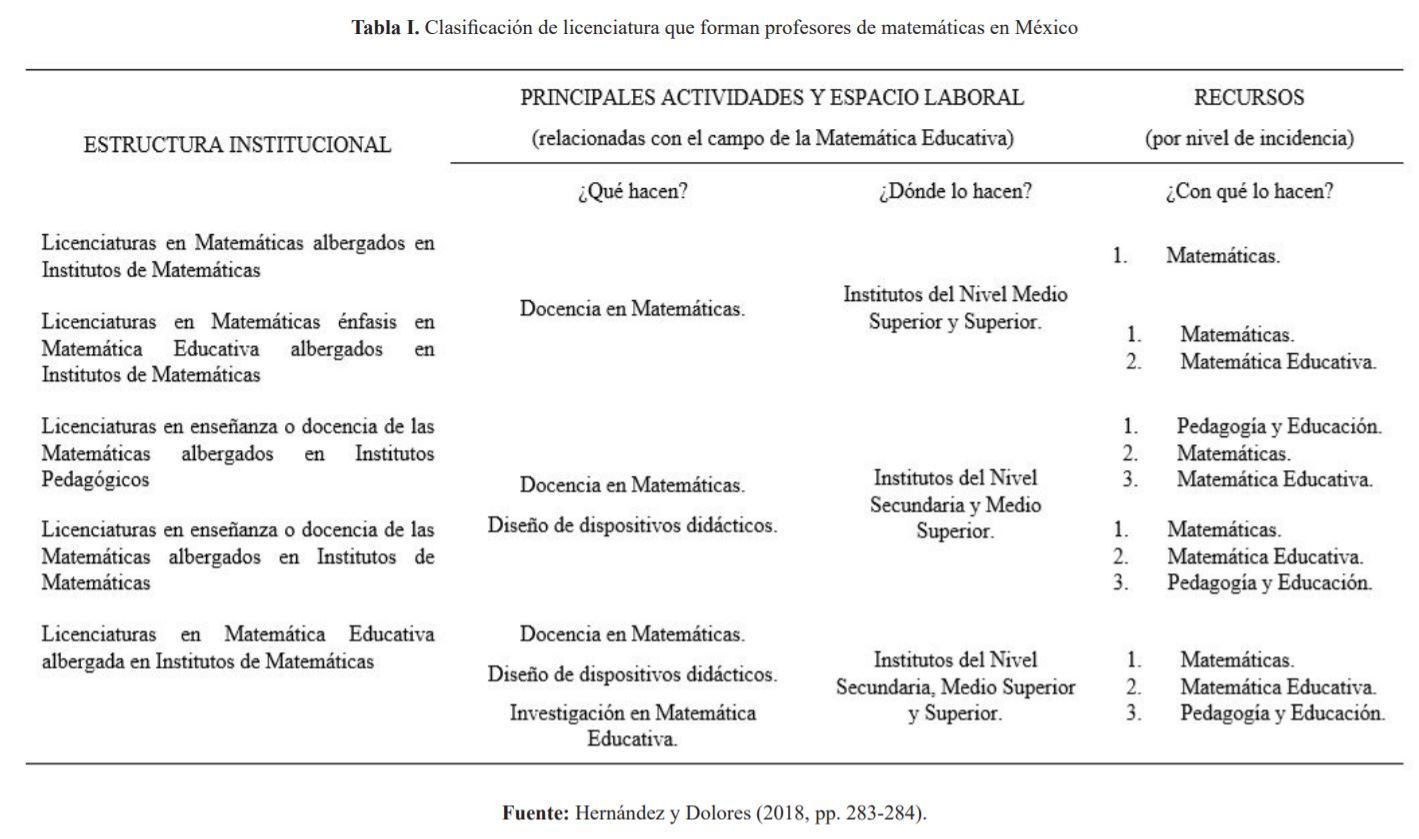 Tabla I. Clasificación de licenciatura que forman profesores de matemáticas en México
ESTRUCTURA INSTITUCIONAL
PRINCIPALES ACTIVIDADES Y ESPACIO LABORAL
(relacionadas con el campo de la Matemática Educativa)
RECURSOS
(por nivel de incidencia)
¿Qué hacen?
¿Dónde lo hacen?
¿Con qué lo hacen?
Licenciaturas en Matemáticas albergados en
Institutos de Matemáticas
Licenciaturas en Matemáticas énfasis en
Matemática Educativa albergados en
Institutos de Matemáticas
Docencia en Matemáticas.
Institutos del Nivel Medio
Superior y Superior.
1. Matemáticas.
1. Matemáticas.
2. Matemática Educativa.
Licenciaturas en enseñanza o docencia de las
Matemáticas albergados en Institutos
Pedagógicos
Licenciaturas en enseñanza o docencia de las
Matemáticas albergados en Institutos de
Matemáticas
Docencia en Matemáticas.
Diseño de dispositivos didácticos.
Institutos del Nivel
Secundaria y Medio
Superior.
1. Pedagogía y Educación.
2. Matemáticas.
3. Matemática Educativa.
1. Matemáticas.
2. Matemática Educativa.
3. Pedagogía y Educación.
Licenciaturas en Matemática Educativa
albergada en Institutos de Matemáticas
Docencia en Matemáticas.
Diseño de dispositivos didácticos.
Investigación en Matemática
Educativa.
Institutos del Nivel
Secundaria, Medio Superior
y Superior.
1. Matemáticas.
2. Matemática Educativa.
3. Pedagogía y Educación.
Fuente: Hernández y Dolores (2018, pp. 283-284).